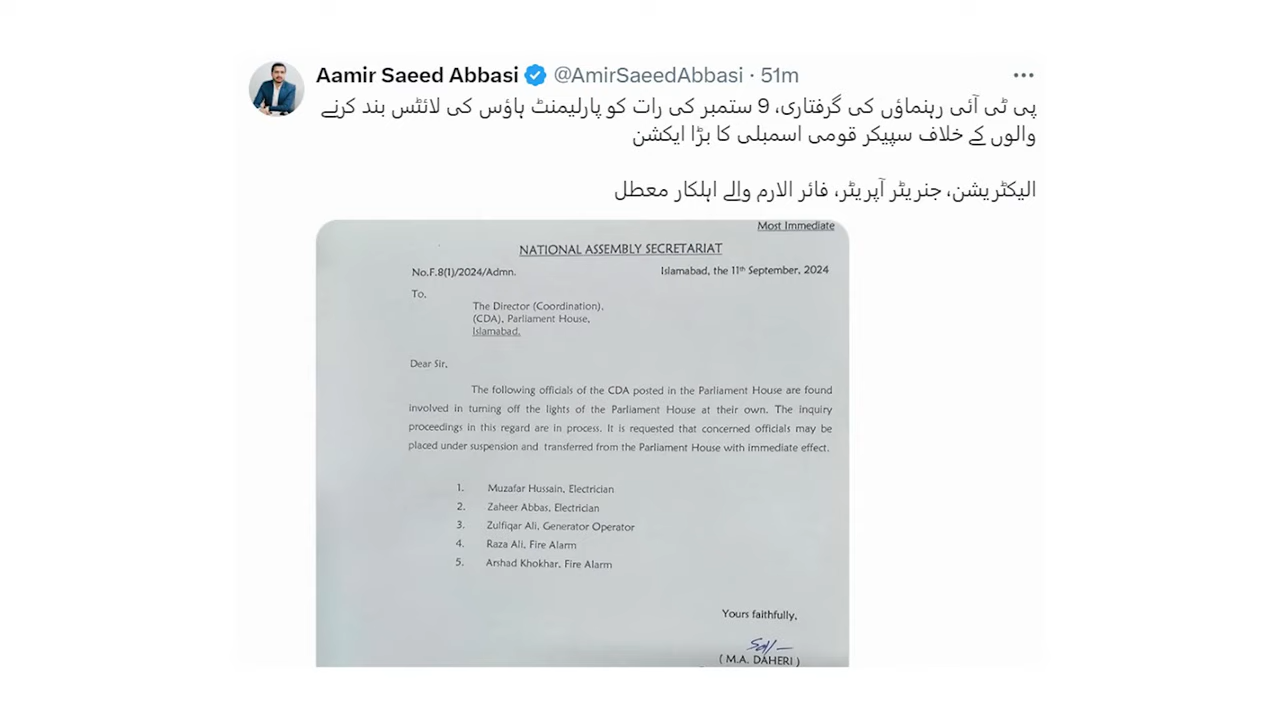 Aamir Saeed Abbasi @AmirSaeedAbbasi · 51m
پی ٹی آئی رہنماؤں کی گرفتاری، 9 ستمبر کی رات کو پارلیمنٹ ہاؤس کی لائٹس بند کرنے
والوں کے خلاف سپیکر قومی اسمبلی کا بڑا ایکشن
الیکٹریشن، جنریٹر آپریٹر، فائر الارم والے اہلکار معطل
Most Immediate
NATIONAL ASSEMBLY SECRETARIAT
No.F.8(1)/2024/Admn. Islamabad, the 11th September, 2024
To,
The Director (Coordination),
(CDA), Parliament House,
Islamabad.
Dear Sir,
The following officials of the CDA posted in the Parliament House are found
involved in turning off the lights of the Parliament House at their own. The inquiry
proceedings in this regard are in process. It is requested that concerned officials may be
placed under suspension and transferred from the Parliament House with immediate effect.
1. Muzafar Hussain, Electrician
2. Zaheer Abbas, Electrician
3. Zulfiqar Ali, Generator Operator
4. Raza Ali, Fire Alarm
5. Arshad Khokhar, Fire Alarm
Yours faithfully,
Sd/-
( M.A. DAHERI )